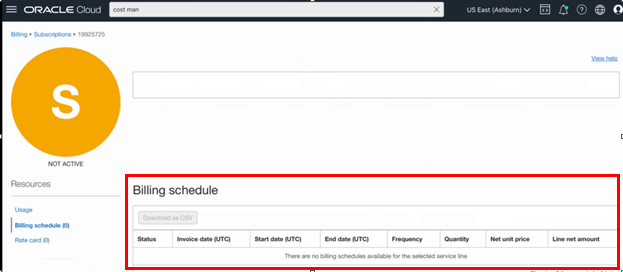 ORACLE Cloud
cost man
US East (Ashburn)
Billing • Subscriptions • 19925725
View help
S
NOT ACTIVE
Resources
Usage
Billing schedule (0)
Rate card (0)
Billing schedule
Download as CSV
Status Invoice date (UTC) Start date (UTC) End date (UTC) Frequency Quantity Net unit price Line net amount
There are no billing schedules available for the selected service line